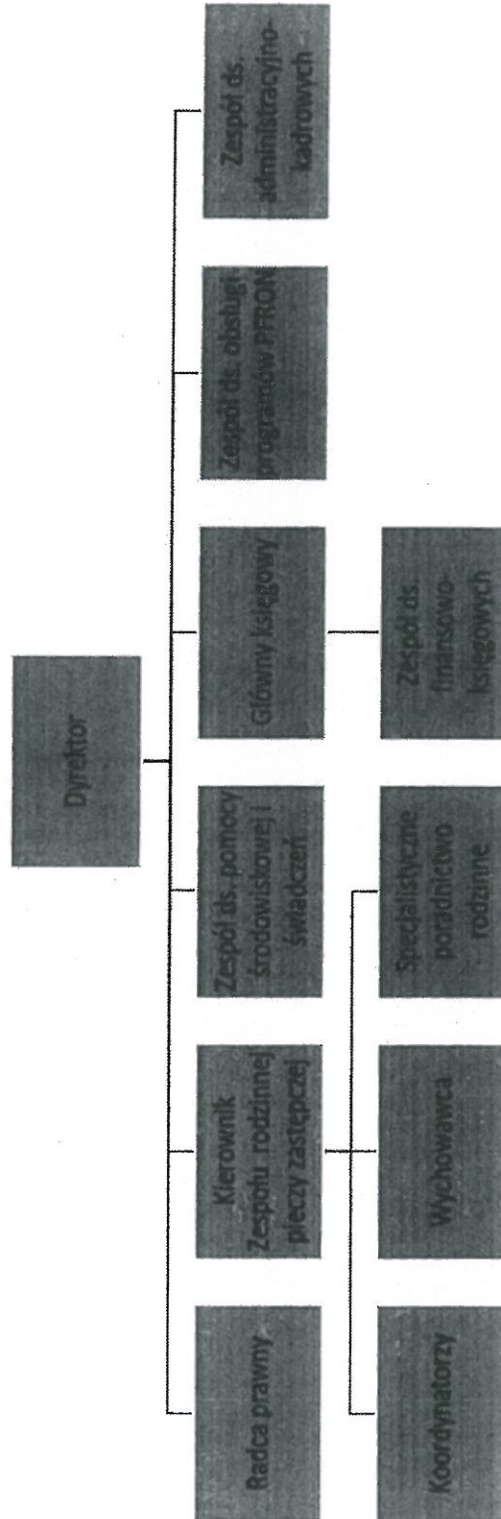 Dyrektor
Radca prawny
Kierownik
Zespołu rodzinnej
pieczy zastępczej
Zespół ds. pomocy
środowiskowej i
świadczeń
Główny księgowy
Zespół ds. obsługi
programów PFRON
Zespół ds.
administracyjno-
kadrowych
Koordynatorzy
Wychowawca
Specjalistyczne
poradnictwo
rodzinne
Zespół ds.
finansowo-
księgowych